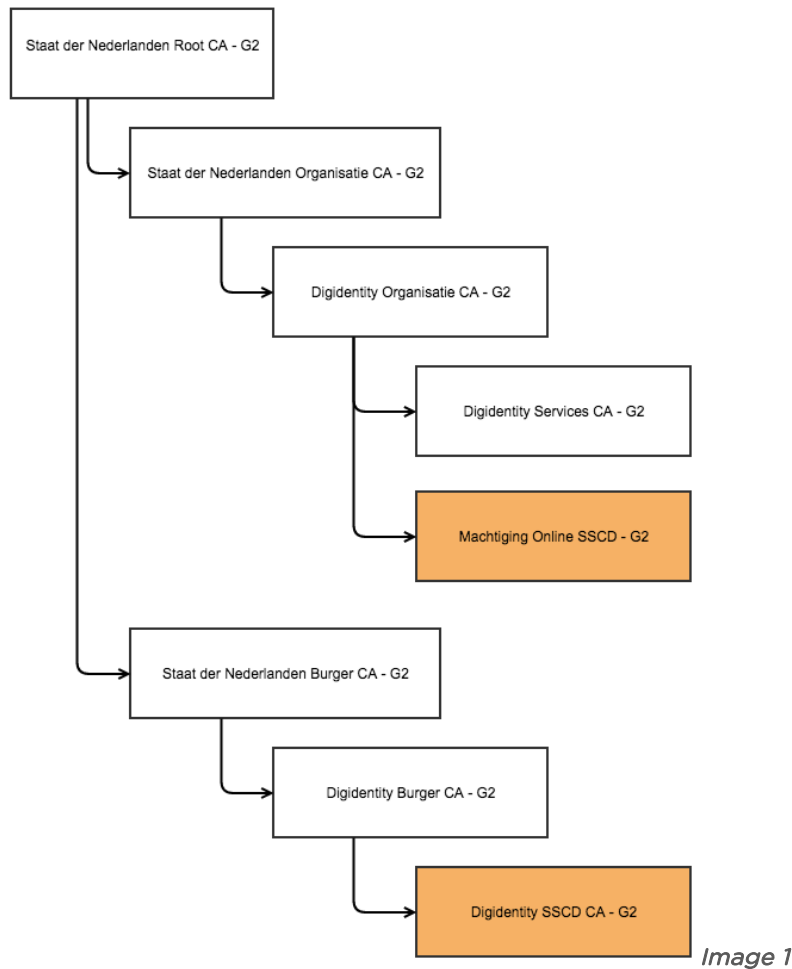 Staat der Nederlanden Root CA - G2
Staat der Nederlanden Organisatie CA - G2
Digidentity Organisatie CA - G2
Digidentity Services CA - G2
Machtiging Online SSCD - G2
Staat der Nederlanden Burger CA - G2
Digidentity Burger CA - G2
Digidentity SSCD CA - G2
Image 1